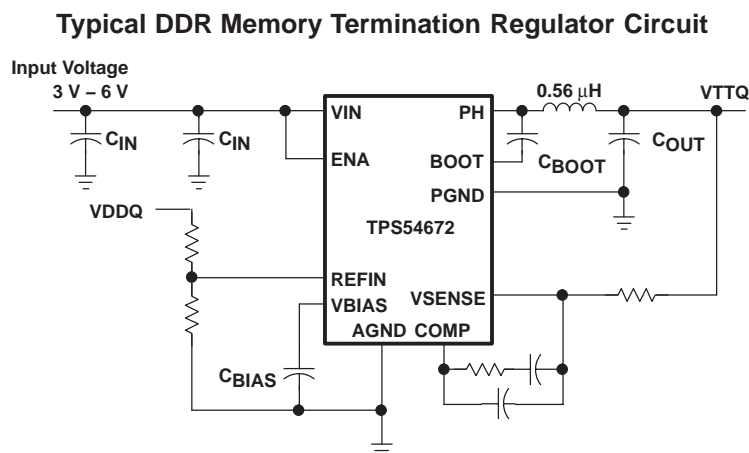 Typical DDR Memory Termination Regulator Circuit
Input Voltage
3 V – 6 V
0.56 μH
VTTQ
VIN
PH
CIN
CIN
COUT
ENA
BOOT
CBOOT
PGND
VDDQ
TPS54672
REFIN
VSENSE
VBIAS
AGND COMP
CBIAS